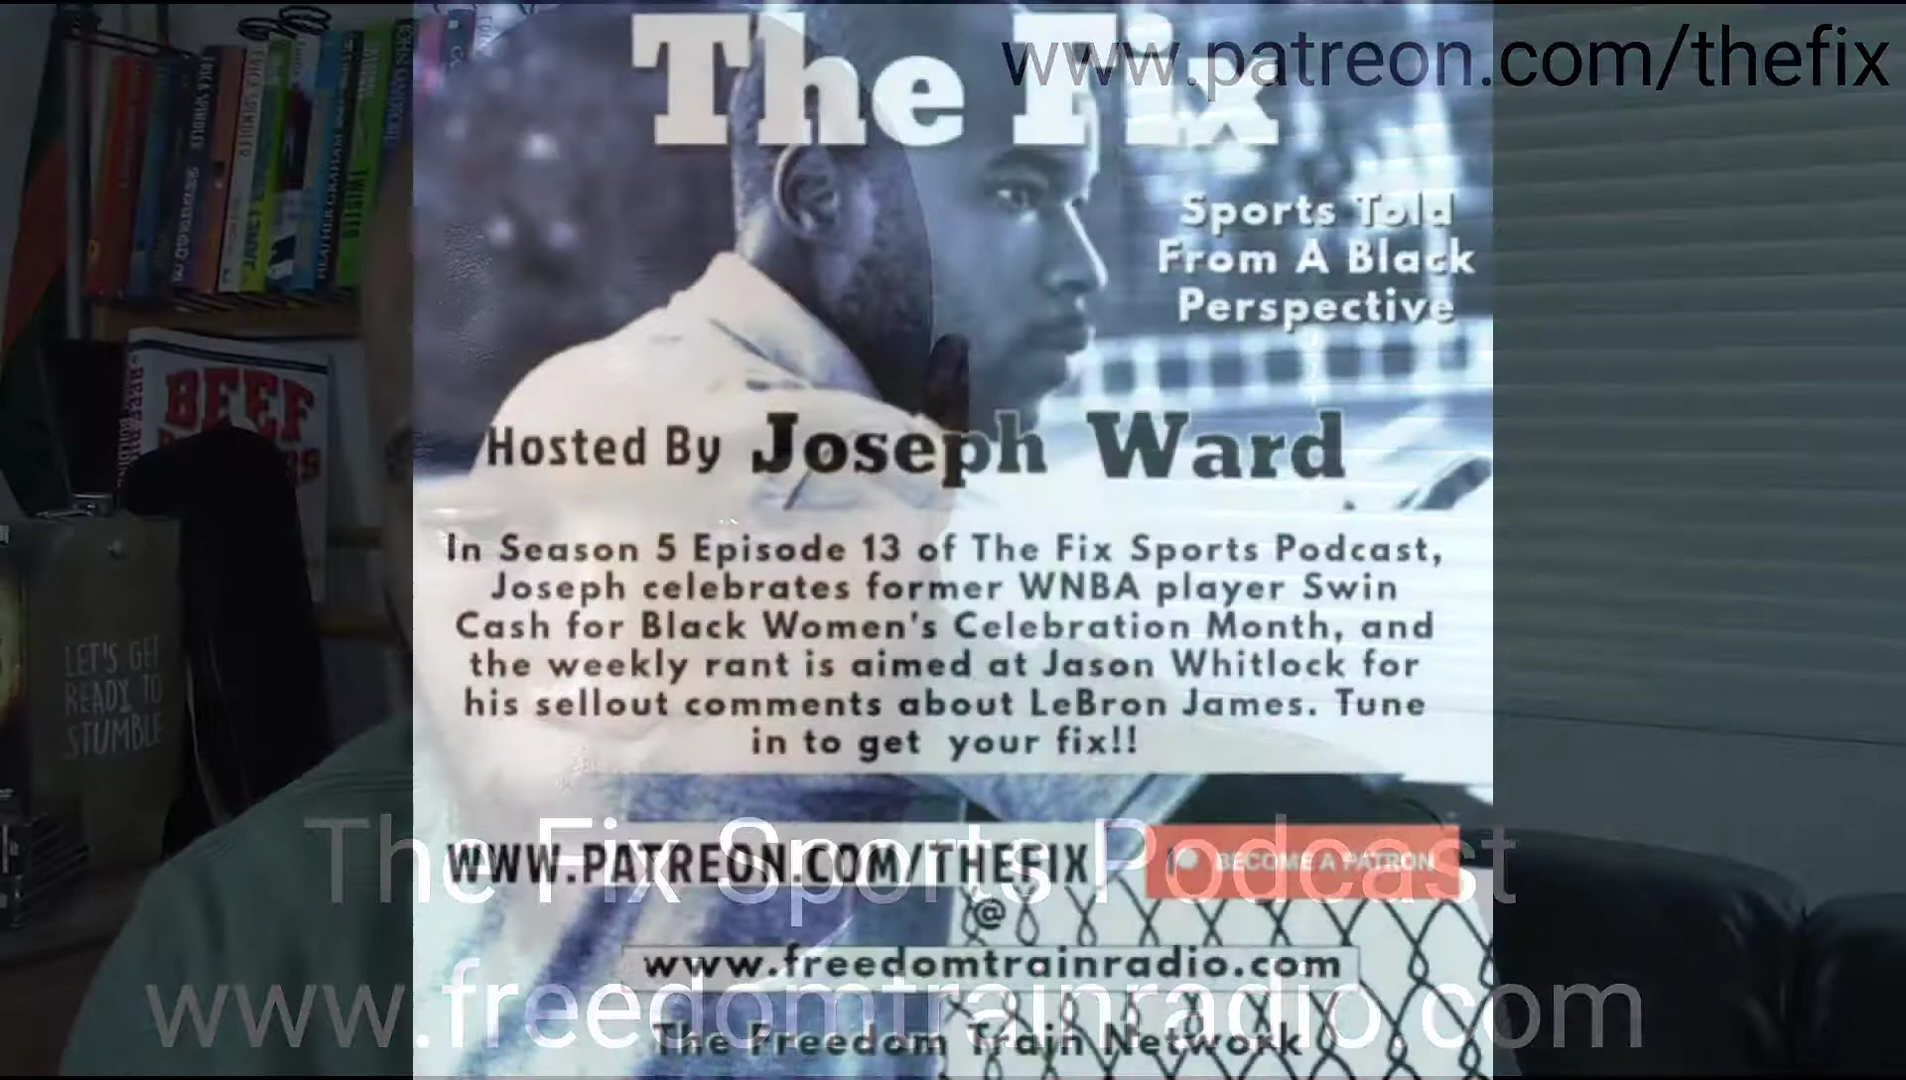 The Fix
www.patreon.com/thefix
Sports Told
From A Black
Perspective
BEEF
Hosted By Joseph Ward
In Season 5 Episode 13 of The Fix Sports Podcast,
Joseph celebrates former WNBA player Swin
Cash for Black Women's Celebration Month, and
the weekly rant is aimed at Jason Whitlock for
his sellout comments about LeBron James. Tune
in to get your fix!!
LET'S GET
READY TO
STUMBLE
The Fix Sports Podcast
WWW.PATREON.COM/THEFIX
BECOME A PATRON
@
www.freedomtrainradio.com
www.freedomtrainradio.com
The Freedom Train Network
TWISTED